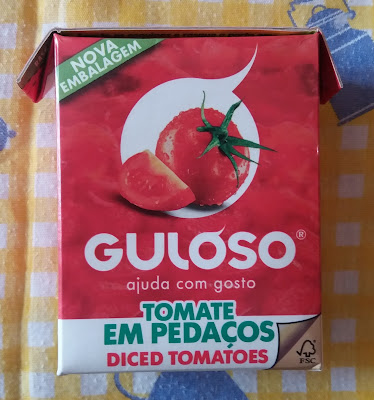 NOVA
EMBALAGEM
GULOSO®
ajuda com gosto
TOMATE
EM PEDAÇOS
DICED TOMATOES
FSC